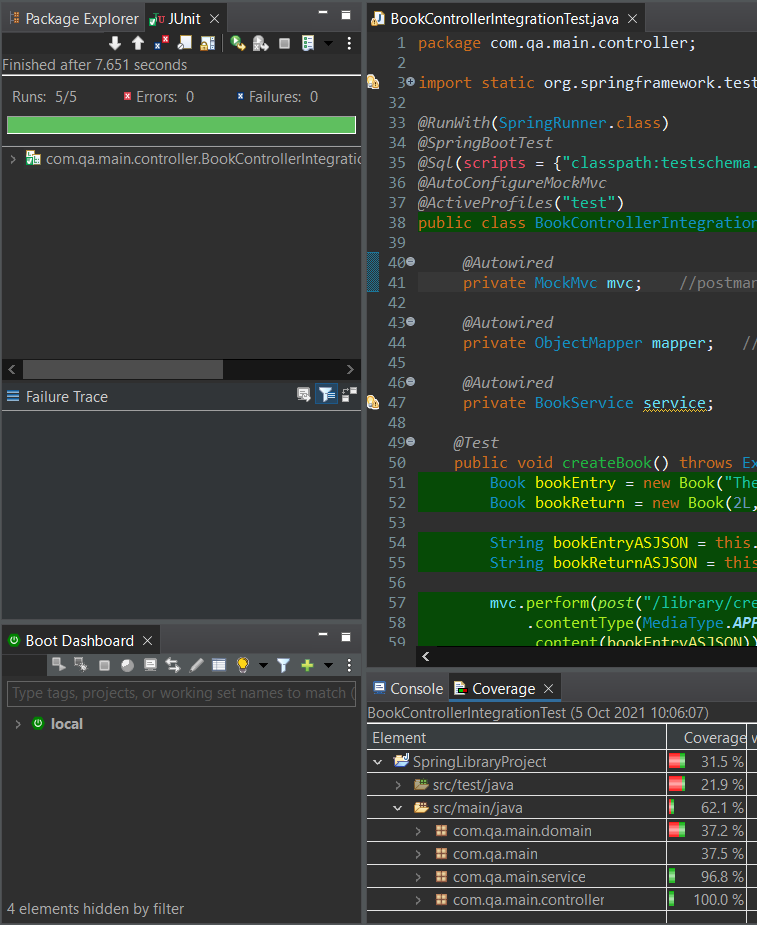 Package Explorer
JUnit
Finished after 7.651 seconds
Runs: 5/5
Errors: 0
Failures: 0
com.qa.main.controller.BookControllerIntegratio
Failure Trace
Boot Dashboard
Type tags, projects, or working set names to match (
local
4 elements hidden by filter
BookControllerIntegrationTest.java
1 package com.qa.main.controller;
2
3 import static org.springframework.test
32
33 @RunWith(SpringRunner.class)
34 @SpringBootTest
35 @Sql(scripts = {"classpath:testschema.
36 @AutoConfigureMockMvc
37 @ActiveProfiles("test")
38 public class BookControllerIntegration
39
40 @Autowired
41 private MockMvc mvc; //postman
42
43 @Autowired
44 private ObjectMapper mapper; //
45
46 @Autowired
47 private BookService service;
48
49 @Test
50 public void createBook() throws Ex
51 Book bookEntry = new Book("The
52 Book bookReturn = new Book(2L,
53
54 String bookEntryASJSON = this.
55 String bookReturnASJSON = this
56
57 mvc.perform(post("/library/cre
58 .contentType(MediaType.APP
59 .content(bookEntryASJSON))
Console
Coverage
BookControllerIntegrationTest (5 Oct 2021 10:06:07)
Element Coverage
SpringLibraryProject 31.5 %
src/test/java 21.9 %
src/main/java 62.1 %
com.qa.main.domain 37.2 %
com.qa.main 37.5 %
com.qa.main.service 96.8 %
com.qa.main.controller 100.0 %